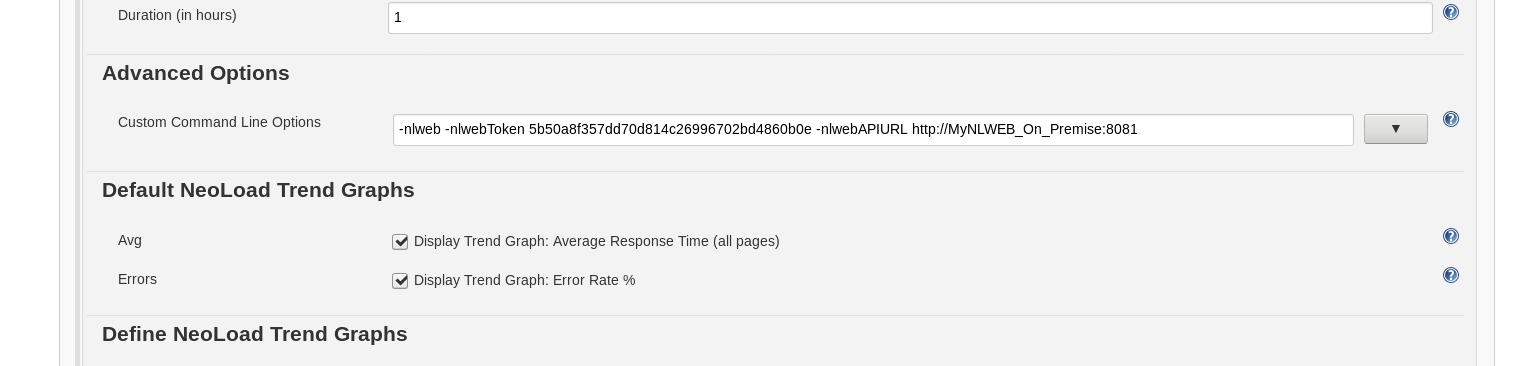 Duration (in hours) 1 ?
Advanced Options
Custom Command Line Options -nlweb -nlwebToken 5b50a8f357dd70d814c26996702bd4860b0e -nlwebAPIURL http://MyNLWEB_On_Premise:8081 ▼ ?
Default NeoLoad Trend Graphs
Avg Display Trend Graph: Average Response Time (all pages) ?
Errors Display Trend Graph: Error Rate % ?
Define NeoLoad Trend Graphs